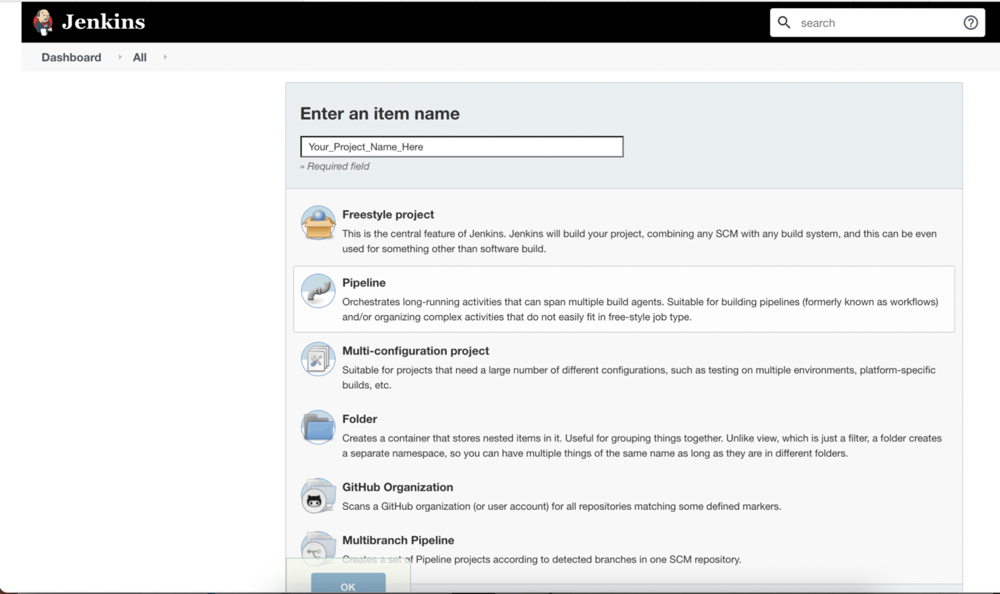 Jenkins
search
Dashboard
All
Enter an item name
Your_Project_Name_Here
» Required field
Freestyle project
This is the central feature of Jenkins. Jenkins will build your project, combining any SCM with any build system, and this can be even
used for something other than software build.
Pipeline
Orchestrates long-running activities that can span multiple build agents. Suitable for building pipelines (formerly known as workflows)
and/or organizing complex activities that do not easily fit in free-style job type.
Multi-configuration project
Suitable for projects that need a large number of different configurations, such as testing on multiple environments, platform-specific
builds, etc.
Folder
Creates a container that stores nested items in it. Useful for grouping things together. Unlike view, which is just a filter, a folder creates
a separate namespace, so you can have multiple things of the same name as long as they are in different folders.
GitHub Organization
Scans a GitHub organization (or user account) for all repositories matching some defined markers.
Multibranch Pipeline
Creates a set of Pipeline projects according to detected branches in one SCM repository.
OK